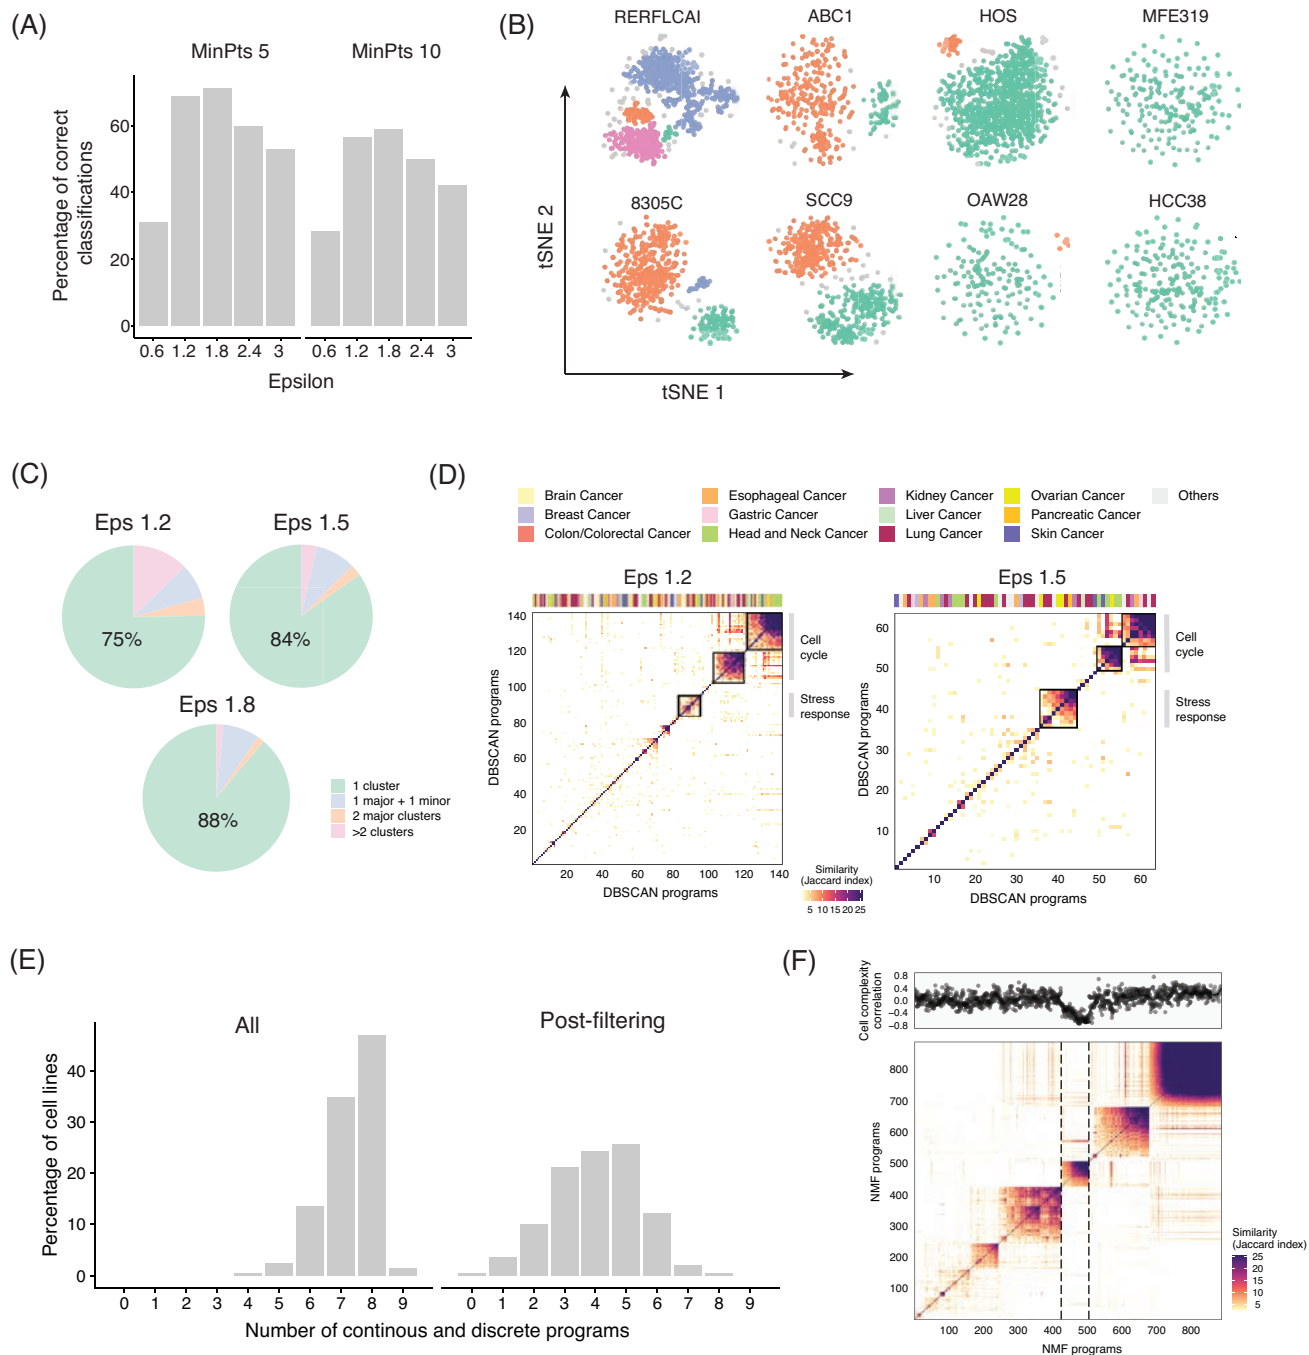 (A)
MinPts 5
MinPts 10
Percentage of correct
classifications
60
40
20
0
0.6 1.2 1.8 2.4 3
0.6 1.2 1.8 2.4 3
Epsilon
(B)
RERFLCAI
ABC1
HOS
MFE319
8305C
SCC9
OAW28
HCC38
tSNE 2
tSNE 1
(C)
Eps 1.2
75%
Eps 1.5
84%
Eps 1.8
88%
1 cluster
1 major + 1 minor
2 major clusters
>2 clusters
(D)
Brain Cancer
Breast Cancer
Colon/Colorectal Cancer
Esophageal Cancer
Gastric Cancer
Head and Neck Cancer
Kidney Cancer
Liver Cancer
Lung Cancer
Ovarian Cancer
Pancreatic Cancer
Skin Cancer
Others
Eps 1.2
DBSCAN programs
140
120
100
80
60
40
20
20 40 60 80 100 120 140
DBSCAN programs
Cell
cycle
Stress
response
Similarity
(Jaccard index)
5 10 15 20 25
Eps 1.5
DBSCAN programs
60
50
40
30
20
10
10 20 30 40 50 60
DBSCAN programs
Cell
cycle
Stress
response
(E)
All
Post-filtering
Percentage of cell lines
40
30
20
10
0
0 1 2 3 4 5 6 7 8 9
0 1 2 3 4 5 6 7 8 9
Number of continous and discrete programs
(F)
Cell complexity
correlation
0.8
0.4
0.0
−0.4
−0.8
NMF programs
800
700
600
500
400
300
200
100
100 200 300 400 500 600 700 800
NMF programs
Similarity
(Jaccard index)
25
20
15
10
5